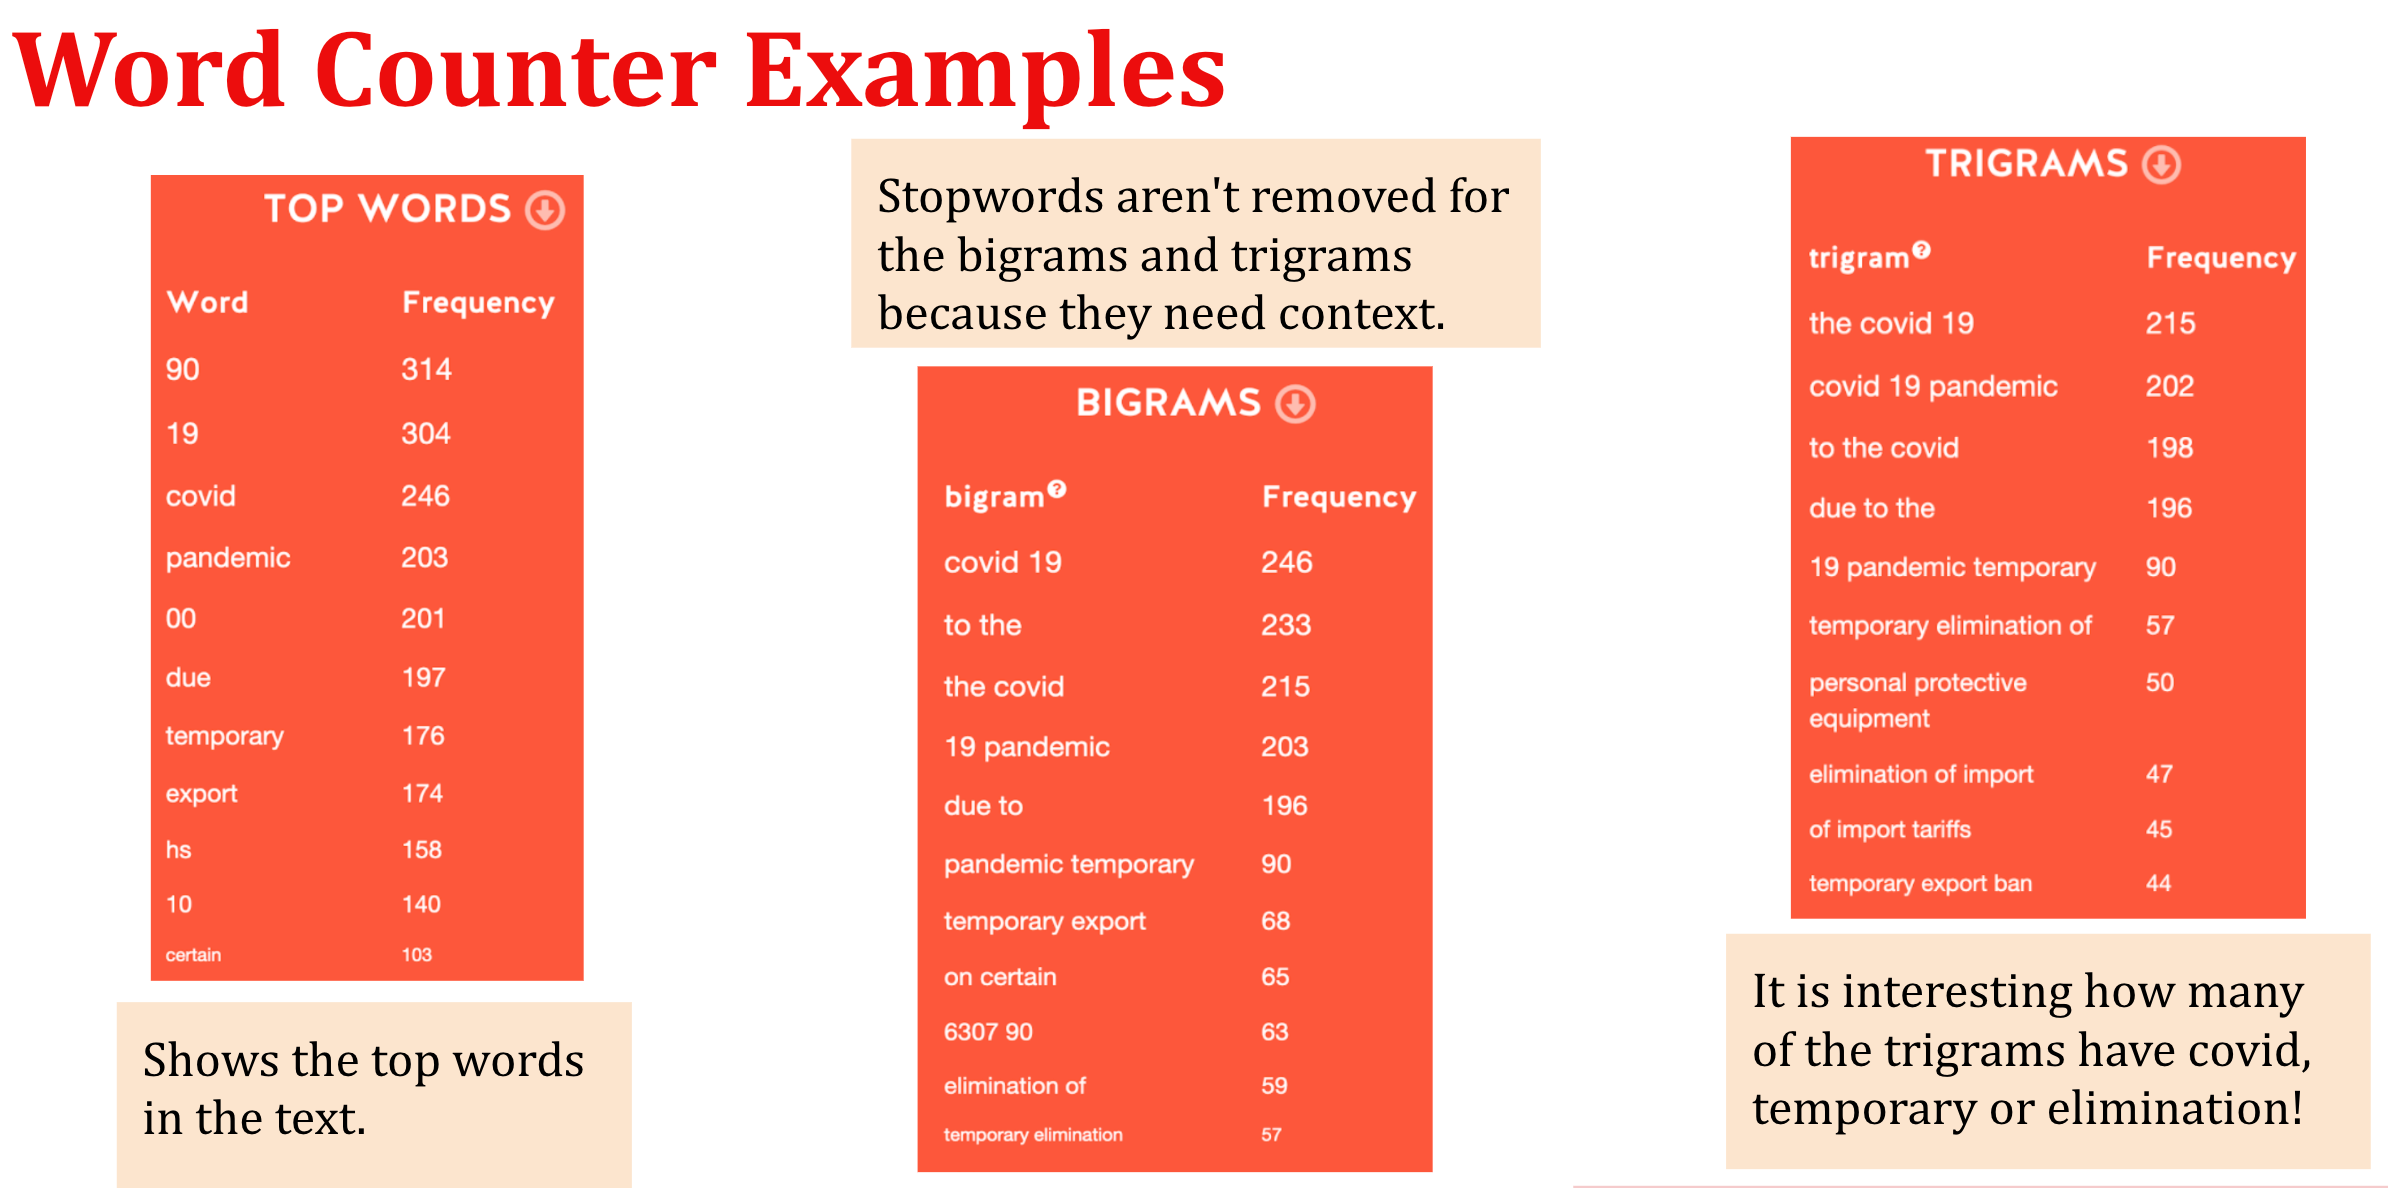 Word Counter Examples
TOP WORDS
Word Frequency
90 314
19 304
covid 246
pandemic 203
00 201
due 197
temporary 176
export 174
hs 158
10 140
certain 103
Shows the top words
in the text.
Stopwords aren't removed for
the bigrams and trigrams
because they need context.
BIGRAMS
bigram? Frequency
covid 19 246
to the 233
the covid 215
19 pandemic 203
due to 196
pandemic temporary 90
temporary export 68
on certain 65
6307 90 63
elimination of 59
temporary elimination 57
TRIGRAMS
trigram? Frequency
the covid 19 215
covid 19 pandemic 202
to the covid 198
due to the 196
19 pandemic temporary 90
temporary elimination of 57
personal protective 50
equipment
elimination of import 47
of import tariffs 45
temporary export ban 44
It is interesting how many
of the trigrams have covid,
temporary or elimination!